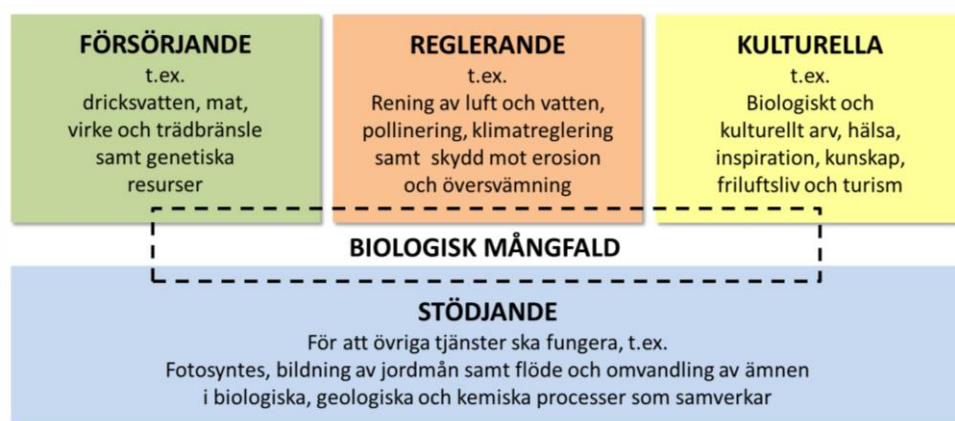 FÖRSÖRJANDE
t.ex.
dricksvatten, mat,
virke och trädbränsle
samt genetiska
resurser
REGLERANDE
t.ex.
Rening av luft och vatten,
pollinering, klimatreglering
samt skydd mot erosion
och översvämning
KULTURELLA
t.ex.
Biologiskt och
kulturellt arv, hälsa,
inspiration, kunskap,
friluftsliv och turism
BIOLOGISK MÅNGFALD
STÖDJANDE
För att övriga tjänster ska fungera, t.ex.
Fotosyntes, bildning av jordmån samt flöde och omvandling av ämnen
i biologiska, geologiska och kemiska processer som samverkar